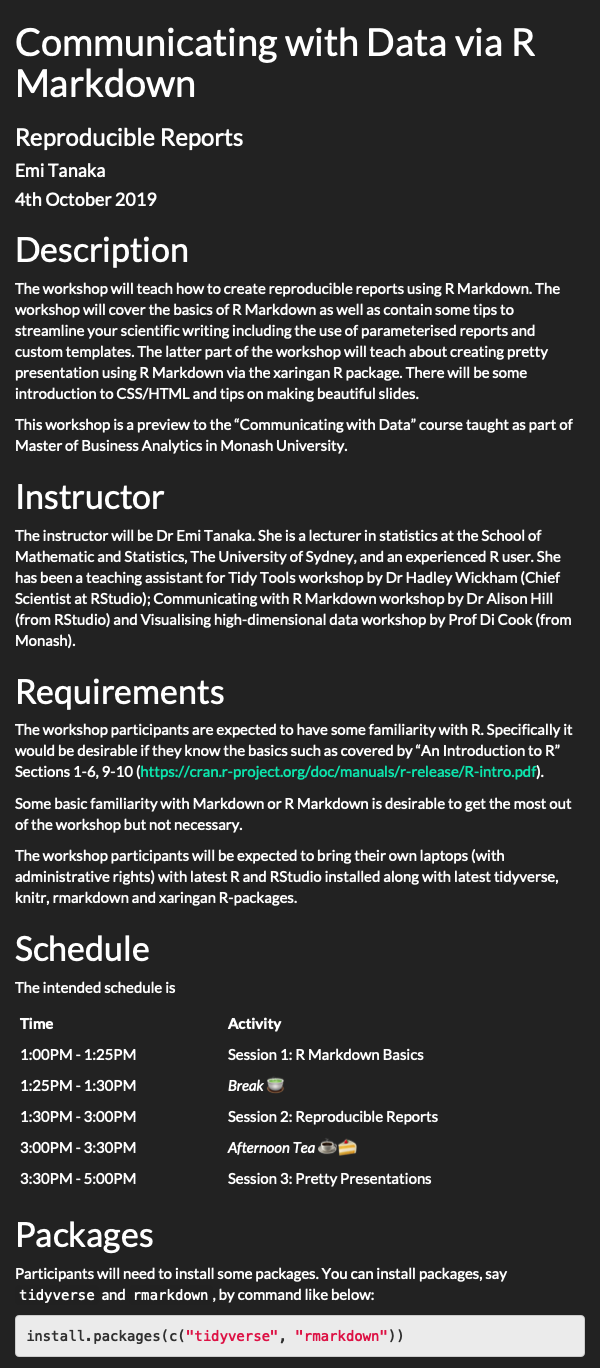 Communicating with Data via R
Markdown
Reproducible Reports
Emi Tanaka
4th October 2019
Description
The workshop will teach how to create reproducible reports using R Markdown. The
workshop will cover the basics of R Markdown as well as contain some tips to
streamline your scientific writing including the use of parameterised reports and
custom templates. The latter part of the workshop will teach about creating pretty
presentation using R Markdown via the xaringan R package. There will be some
introduction to CSS/HTML and tips on making beautiful slides.
This workshop is a preview to the “Communicating with Data” course taught as part of
Master of Business Analytics in Monash University.
Instructor
The instructor will be Dr Emi Tanaka. She is a lecturer in statistics at the School of
Mathematic and Statistics, The University of Sydney, and an experienced R user. She
has been a teaching assistant for Tidy Tools workshop by Dr Hadley Wickham (Chief
Scientist at RStudio); Communicating with R Markdown workshop by Dr Alison Hill
(from RStudio) and Visualising high-dimensional data workshop by Prof Di Cook (from
Monash).
Requirements
The workshop participants are expected to have some familiarity with R. Specifically it
would be desirable if they know the basics such as covered by “An Introduction to R”
Sections 1-6, 9-10 (https://cran.r-project.org/doc/manuals/r-release/R-intro.pdf).
Some basic familiarity with Markdown or R Markdown is desirable to get the most out
of the workshop but not necessary.
The workshop participants will be expected to bring their own laptops (with
administrative rights) with latest R and RStudio installed along with latest tidyverse,
knitr, rmarkdown and xaringan R-packages.
Schedule
The intended schedule is
Time Activity
1:00PM - 1:25PM Session 1: R Markdown Basics
1:25PM - 1:30PM Break 🍵
1:30PM - 3:00PM Session 2: Reproducible Reports
3:00PM - 3:30PM Afternoon Tea ☕🍰
3:30PM - 5:00PM Session 3: Pretty Presentations
Packages
Participants will need to install some packages. You can install packages, say
tidyverse and rmarkdown , by command like below:
install.packages(c("tidyverse", "rmarkdown"))